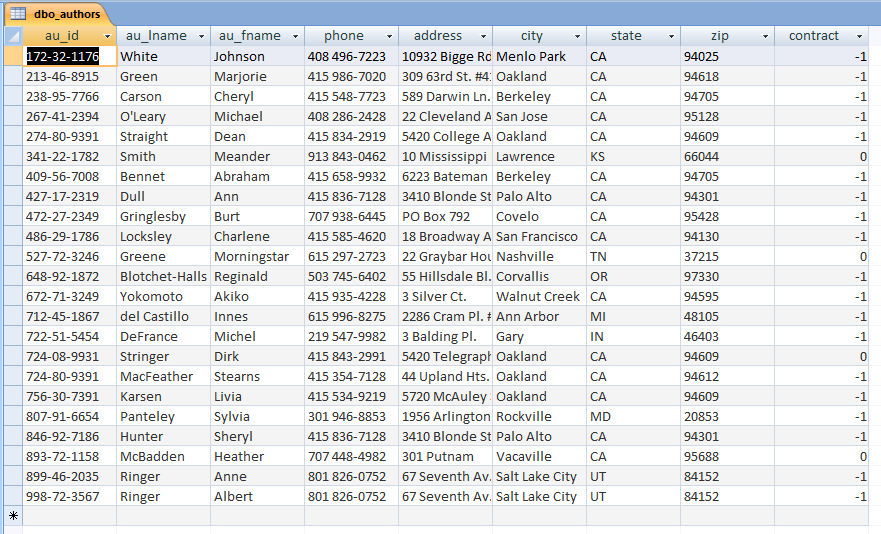 dbo_authors
au_id au_lname au_fname phone address city state zip contract
172-32-1176 White Johnson 408 496-7223 10932 Bigge Rd Menlo Park CA 94025 -1
213-46-8915 Green Marjorie 415 986-7020 309 63rd St. #41 Oakland CA 94618 -1
238-95-7766 Carson Cheryl 415 548-7723 589 Darwin Ln. Berkeley CA 94705 -1
267-41-2394 O'Leary Michael 408 286-2428 22 Cleveland A San Jose CA 95128 -1
274-80-9391 Straight Dean 415 834-2919 5420 College A Oakland CA 94609 -1
341-22-1782 Smith Meander 913 843-0462 10 Mississippi Lawrence KS 66044 0
409-56-7008 Bennet Abraham 415 658-9932 6223 Bateman Berkeley CA 94705 -1
427-17-2319 Dull Ann 415 836-7128 3410 Blonde St Palo Alto CA 94301 -1
472-27-2349 Gringlesby Burt 707 938-6445 PO Box 792 Covelo CA 95428 -1
486-29-1786 Locksley Charlene 415 585-4620 18 Broadway A San Francisco CA 94130 -1
527-72-3246 Greene Morningstar 615 297-2723 22 Graybar Hou Nashville TN 37215 0
648-92-1872 Blotchet-Halls Reginald 503 745-6402 55 Hillsdale Bl. Corvallis OR 97330 -1
672-71-3249 Yokomoto Akiko 415 935-4228 3 Silver Ct. Walnut Creek CA 94595 -1
712-45-1867 del Castillo Innes 615 996-8275 2286 Cram Pl. # Ann Arbor MI 48105 -1
722-51-5454 DeFrance Michel 219 547-9982 3 Balding Pl. Gary IN 46403 -1
724-08-9931 Stringer Dirk 415 843-2991 5420 Telegraph Oakland CA 94609 0
724-80-9391 MacFeather Stearns 415 354-7128 44 Upland Hts. Oakland CA 94612 -1
756-30-7391 Karsen Livia 415 534-9219 5720 McAuley Oakland CA 94609 -1
807-91-6654 Panteley Sylvia 301 946-8853 1956 Arlington Rockville MD 20853 -1
846-92-7186 Hunter Sheryl 415 836-7128 3410 Blonde St Palo Alto CA 94301 -1
893-72-1158 McBadden Heather 707 448-4982 301 Putnam Vacaville CA 95688 0
899-46-2035 Ringer Anne 801 826-0752 67 Seventh Av. Salt Lake City UT 84152 -1
998-72-3567 Ringer Albert 801 826-0752 67 Seventh Av. Salt Lake City UT 84152 -1